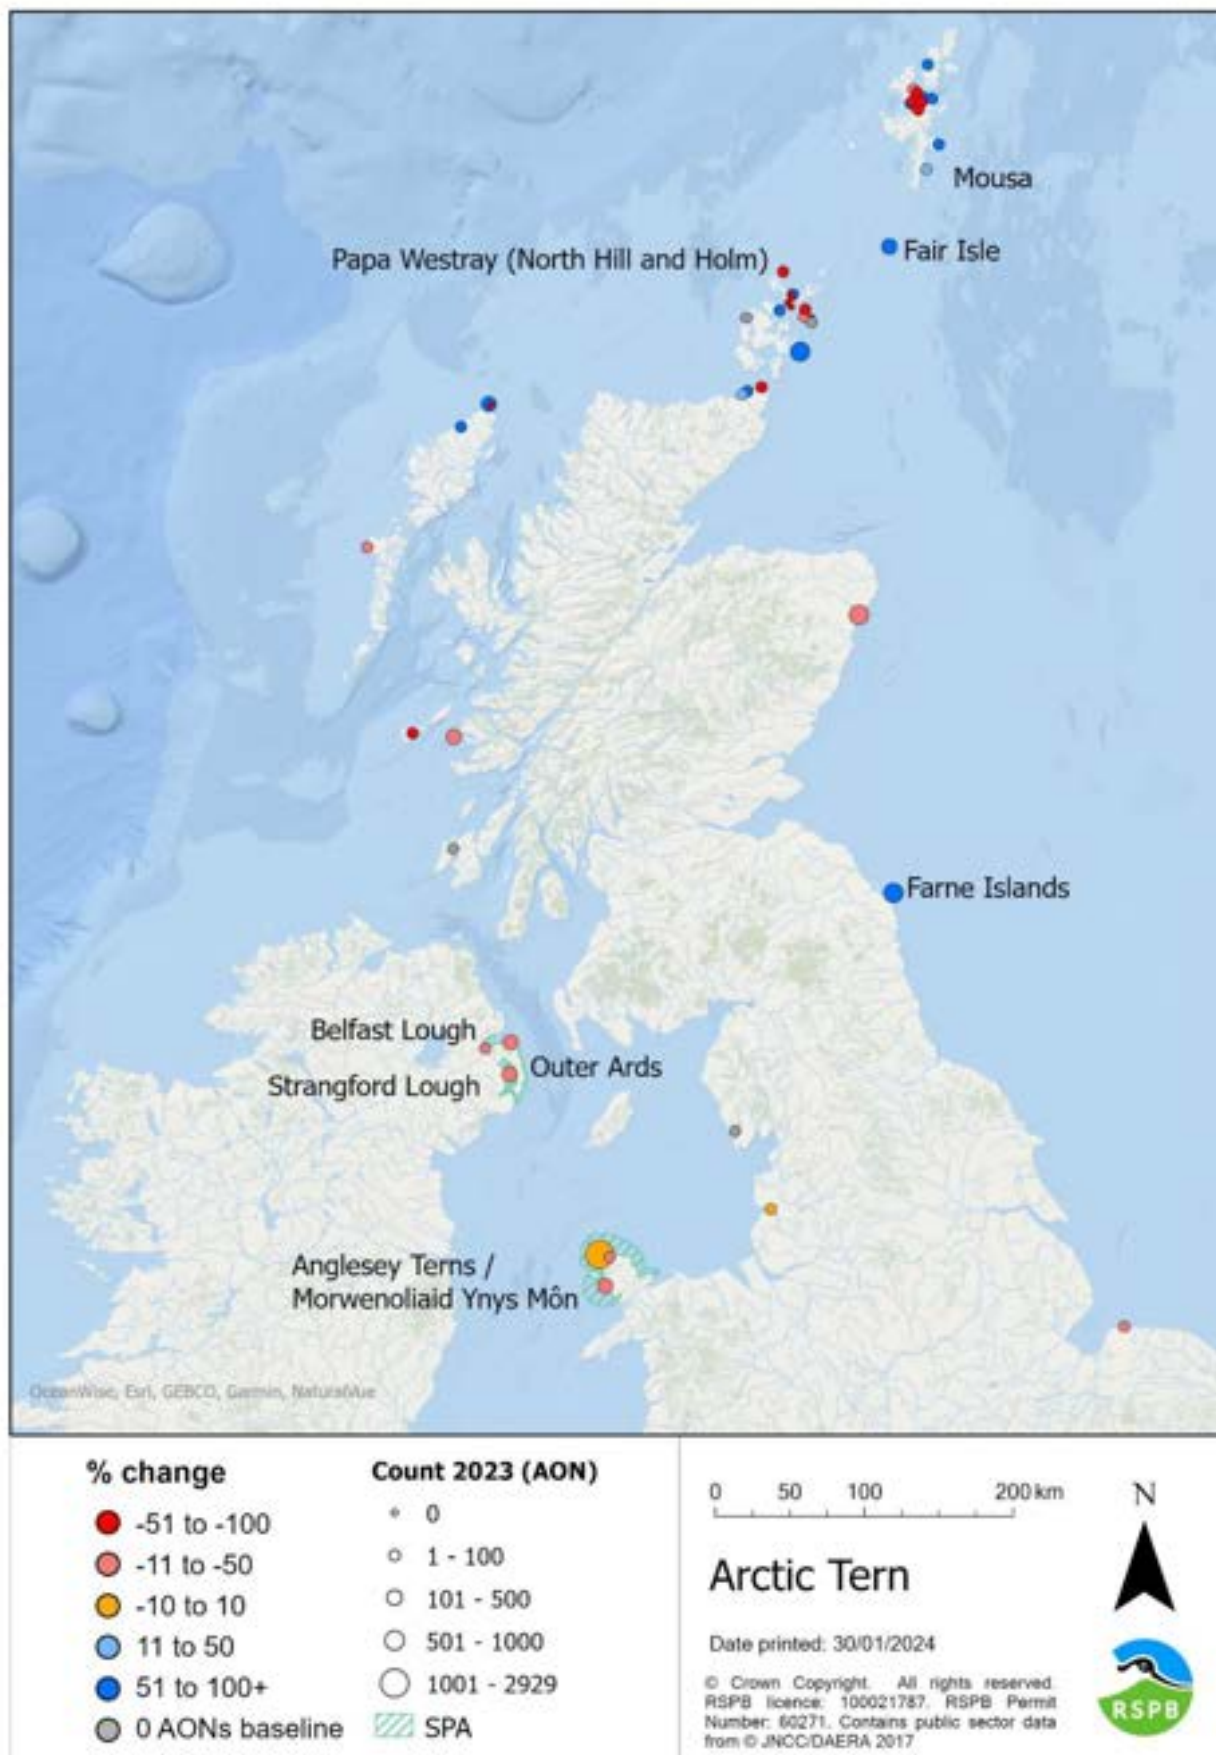 Mousa
Fair Isle
Papa Westray (North Hill and Holm)
Farne Islands
Belfast Lough
Outer Ards
Strangford Lough
Anglesey Terns /
Morwenoliaid Ynys Môn
OceanWise, Esri, GEBCO, Garmin, NaturalVue
% change
-51 to -100
-11 to -50
-10 to 10
11 to 50
51 to 100+
0 AONs baseline
Count 2023 (AON)
0
1 - 100
101 - 500
501 - 1000
1001 - 2929
SPA
0 50 100 200 km
N
Arctic Tern
Date printed: 30/01/2024
© Crown Copyright. All rights reserved.
RSPB licence: 100021787. RSPB Permit
Number: 60271. Contains public sector data
from © JNCC/DAERA 2017
RSPB